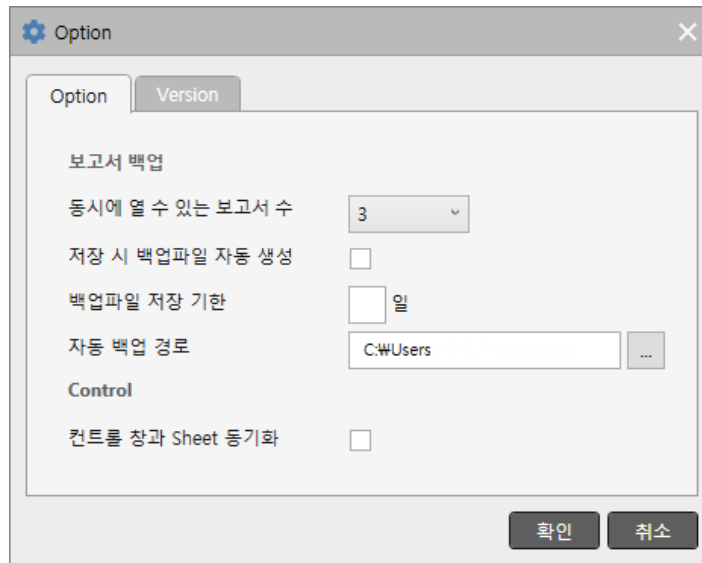 Option
Option Version
보고서 백업
동시에 열 수 있는 보고서 수 3
저장 시 백업파일 자동 생성
백업파일 저장 기한 일
자동 백업 경로 C:₩Users ...
Control
컨트롤 창과 Sheet 동기화
확인 취소